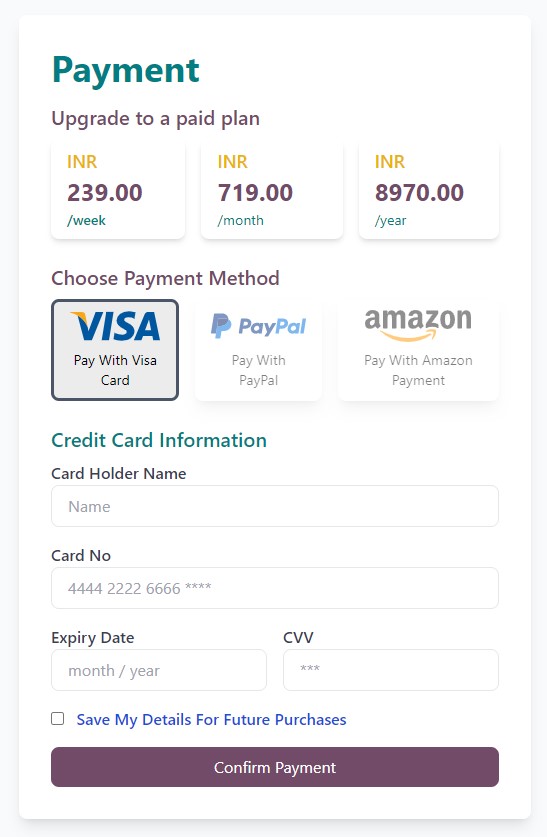 Payment
Upgrade to a paid plan
INR
239.00
/week
INR
719.00
/month
INR
8970.00
/year
Choose Payment Method
VISA
Pay With Visa
Card
PayPal
Pay With
PayPal
amazon
Pay With Amazon
Payment
Credit Card Information
Card Holder Name
Name
Card No
4444 2222 6666 ****
Expiry Date
month / year
CVV
***
Save My Details For Future Purchases
Confirm Payment